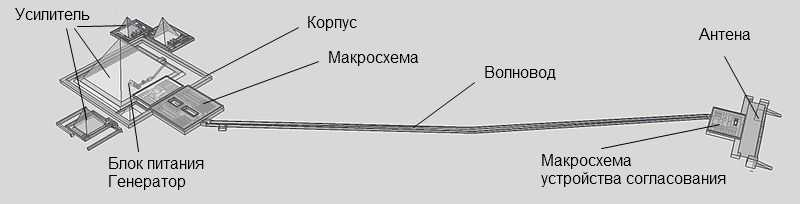 Усилитель
Корпус
Макросхема
Волновод
Антена
Блок питания
Генератор
Макросхема
устройства согласования